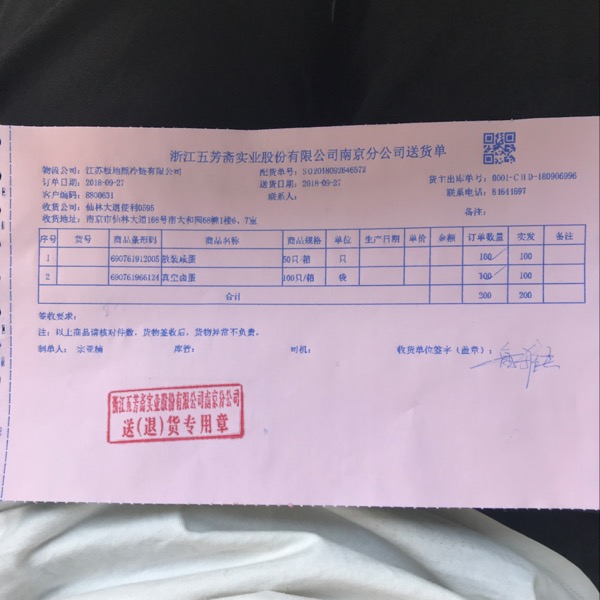 浙江五芳斋实业股份有限公司南京分公司送货单
物流公司：江苏极地熊冷链有限公司 配货单号：SO2018092646572 货主出库单号：0001-CHD-180906996
订单日期：2018-09-27 送货日期：2018-09-27 联系电话：84641697
客户编码：8800631 联系人：
收货公司：仙林大道便利0595 备注：
收货地址：南京市仙林大道168号南大和园68幢1楼6、7室
序号 货号 商品条形码 商品名称 商品规格 单位 生产日期 单价 金额 订单数量 实发 备注
1 690761912005 散装咸蛋 50只/箱 只 100 100
2 690761966124 真空卤蛋 100只/箱 袋 100 100
合计 200 200
签收要求：
注：以上商品请核对件数，货物签收后，货物异常不负责。
制单人：宗亚楠 库管： 司机： 收货单位签字（盖章）：
浙江五芳斋实业股份有限公司南京分公司
送(退)货专用章